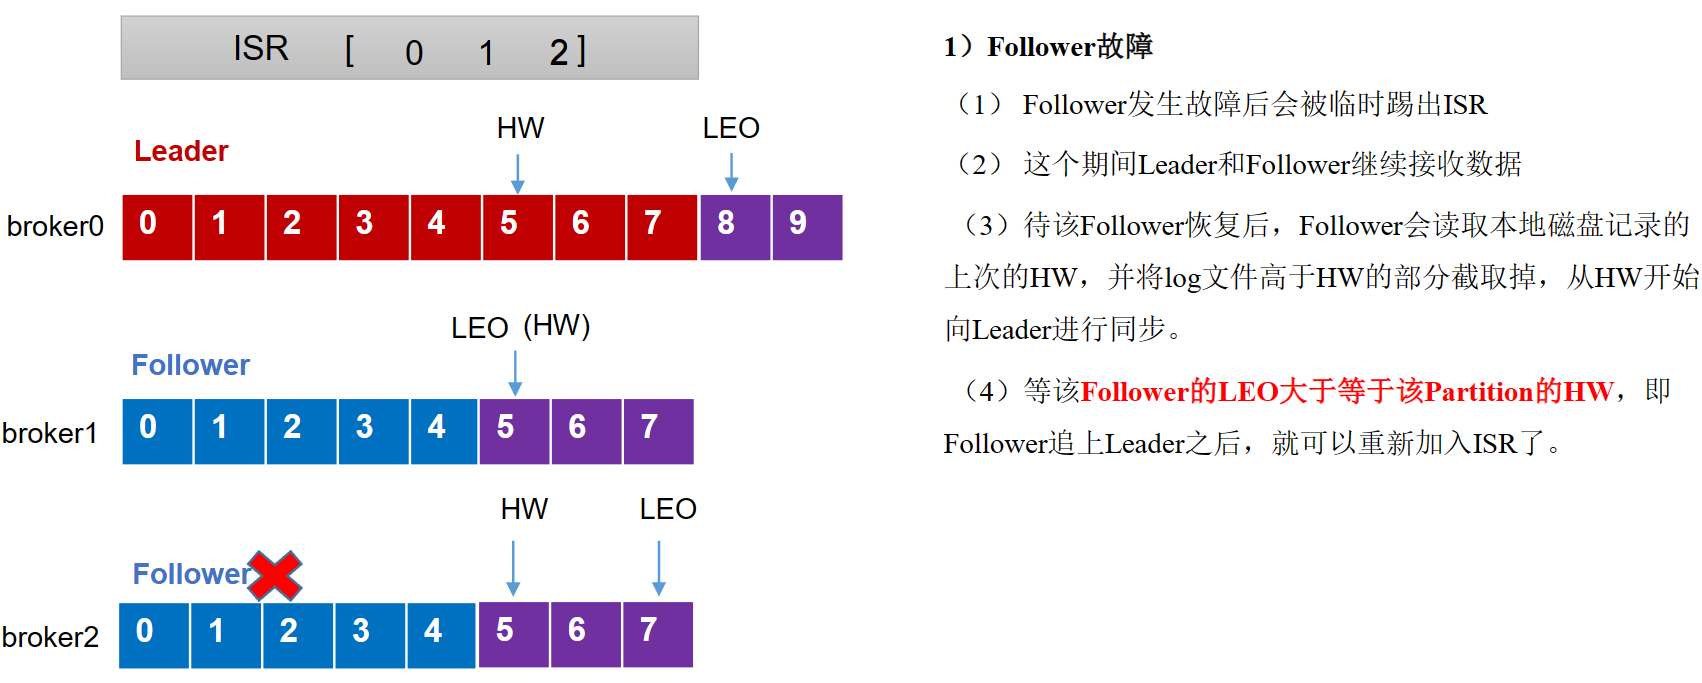 ISR [ 0 1 2 ]
HW LEO
Leader
broker0 0 1 2 3 4 5 6 7 8 9
LEO (HW)
Follower
broker1 0 1 2 3 4 5 6 7
HW LEO
Follower
broker2 0 1 2 3 4 5 6 7
1）Follower故障
（1） Follower发生故障后会被临时踢出ISR
（2） 这个期间Leader和Follower继续接收数据
（3）待该Follower恢复后，Follower会读取本地磁盘记录的
上次的HW，并将log文件高于HW的部分截取掉，从HW开始
向Leader进行同步。
（4）等该Follower的LEO大于等于该Partition的HW，即
Follower追上Leader之后，就可以重新加入ISR了。